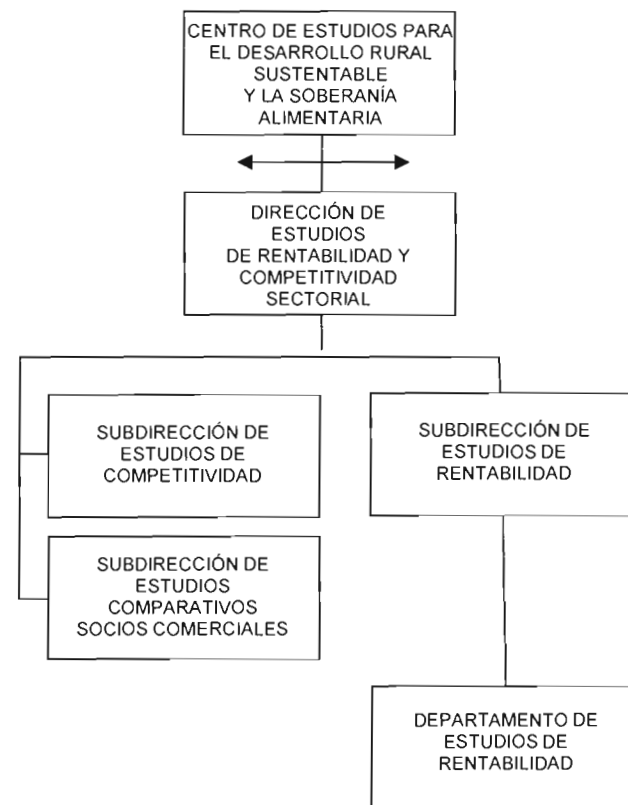 CENTRO DE ESTUDIOS PARA
EL DESARROLLO RURAL
SUSTENTABLE
Y LA SOBERANÍA
ALIMENTARIA
DIRECCIÓN DE
ESTUDIOS
DE RENTABILIDAD Y
COMPETITIVIDAD
SECTORIAL
SUBDIRECCIÓN DE
ESTUDIOS DE
COMPETITIVIDAD
SUBDIRECCIÓN DE
ESTUDIOS DE
RENTABILIDAD
SUBDIRECCIÓN DE
ESTUDIOS
COMPARATIVOS
SOCIOS COMERCIALES
DEPARTAMENTO DE
ESTUDIOS DE
RENTABILIDAD